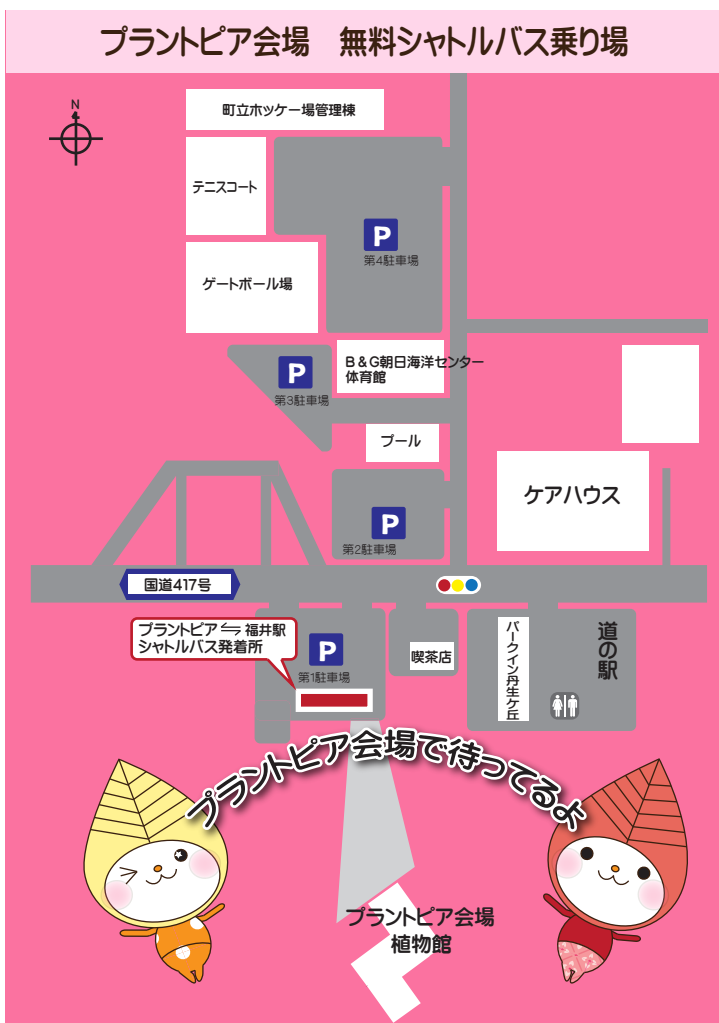 プラントピア会場　無料シャトルバス乗り場
N
町立ホッケー場管理棟
テニスコート
P
第4駐車場
ゲートボール場
B&G朝日海洋センター
体育館
P
第3駐車場
プール
ケアハウス
P
第2駐車場
国道417号
プラントピア⇆福井駅
シャトルバス発着所
P
第1駐車場
喫茶店
パークイン丹生ケ丘
道の駅
プラントピア会場で待ってるよ
プラントピア会場
植物館